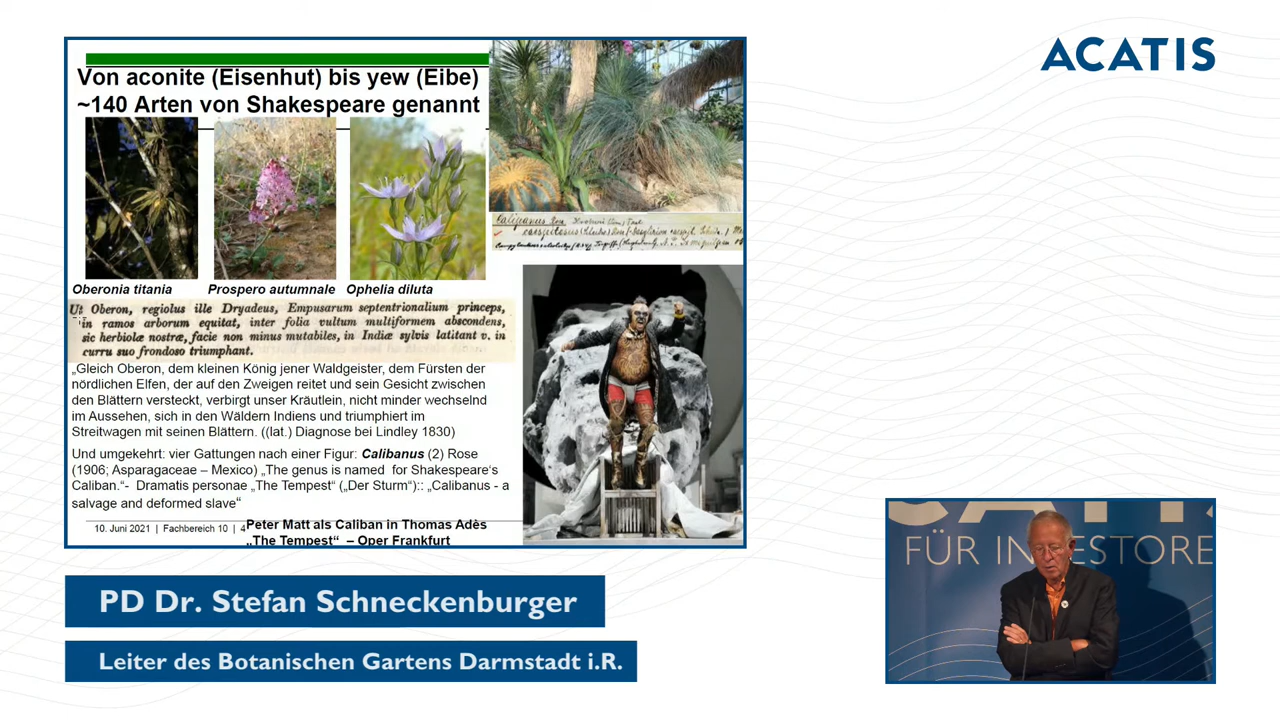 ACATIS
Von aconite (Eisenhut) bis yew (Eibe)
~140 Arten von Shakespeare genannt
Oberonia titania
Prospero autumnale
Ophelia diluta
Ut Oberon, regiolus ille Dryadeus, Empusarum septentrionalium princeps,
in ramos arborum equitat, inter folia vultum multiformem abscondens,
sic herbiolæ nostræ, facie non minus mutabiles, in Indiæ sylvis latitant v. in
curru suo frondoso triumphant.
„Gleich Oberon, dem kleinen König jener Waldgeister, dem Fürsten der
nördlichen Elfen, der auf den Zweigen reitet und sein Gesicht zwischen
den Blättern versteckt, verbirgt unser Kräutlein, nicht minder wechselnd
im Aussehen, sich in den Wäldern Indiens und triumphiert im
Streitwagen mit seinen Blättern. ((lat.) Diagnose bei Lindley 1830)
Und umgekehrt: vier Gattungen nach einer Figur: Calibanus (2) Rose
(1906; Asparagaceae – Mexico) „The genus is named for Shakespeare's
Caliban."- Dramatis personae „The Tempest" („Der Sturm"):: „Calibanus - a
salvage and deformed slave"
10. Juni 2021 | Fachbereich 10 | 4
Peter Matt als Caliban in Thomas Adès
„The Tempest" – Oper Frankfurt
Calibanus Rose
caespitosus
PD Dr. Stefan Schneckenburger
Leiter des Botanischen Gartens Darmstadt i.R.
CATIS
FÜR INVESTORE